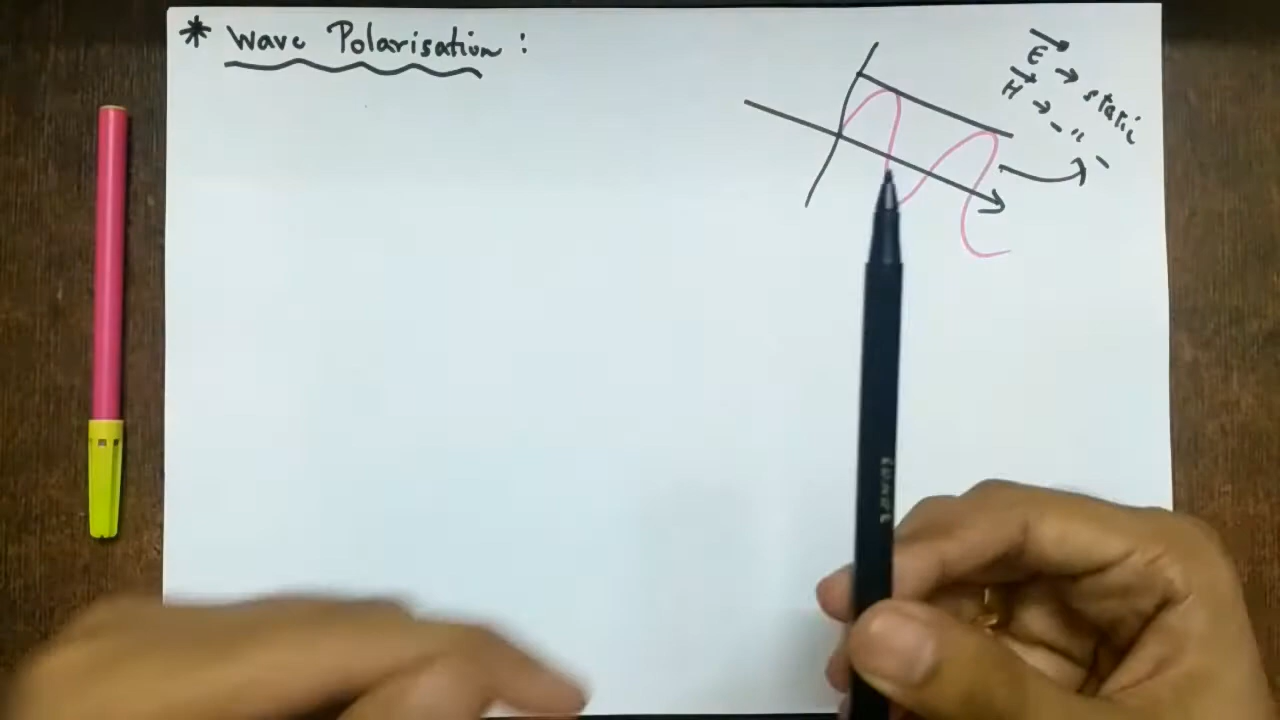 * Wave Polarisation :
E → static
H → - " -